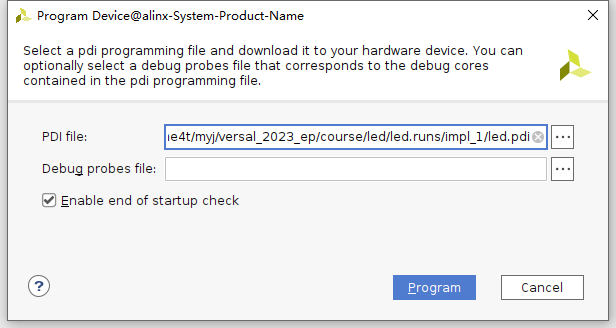 Program Device@alinx-System-Product-Name
Select a pdi programming file and download it to your hardware device. You can
optionally select a debug probes file that corresponds to the debug cores
contained in the pdi programming file.
PDI file:
e4t/myj/versal_2023_ep/course/led/led.runs/impl_1/led.pdi
Debug probes file:
Enable end of startup check
?
Program
Cancel